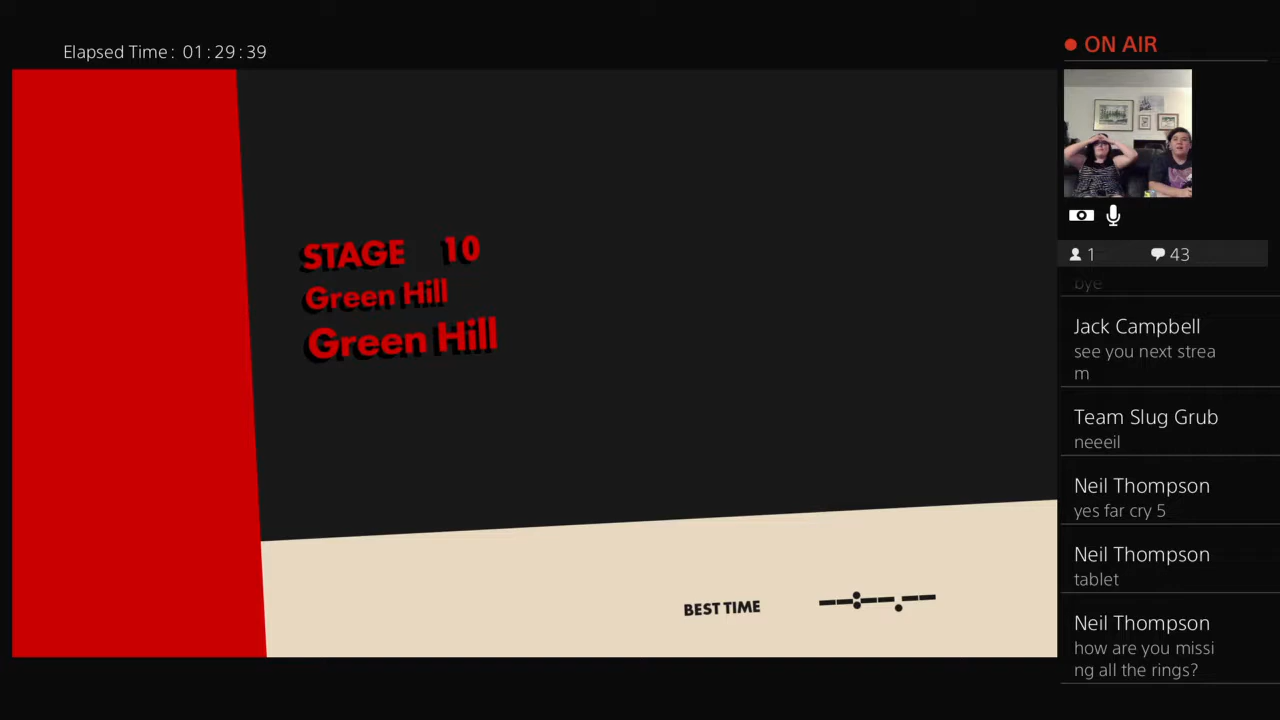 Elapsed Time: 01:29:39
ON AIR
1 43
bye
Jack Campbell
see you next strea
m
Team Slug Grub
neeeil
Neil Thompson
yes far cry 5
Neil Thompson
tablet
Neil Thompson
how are you missi
ng all the rings?
STAGE 10
Green Hill
Green Hill
BEST TIME --:--.--